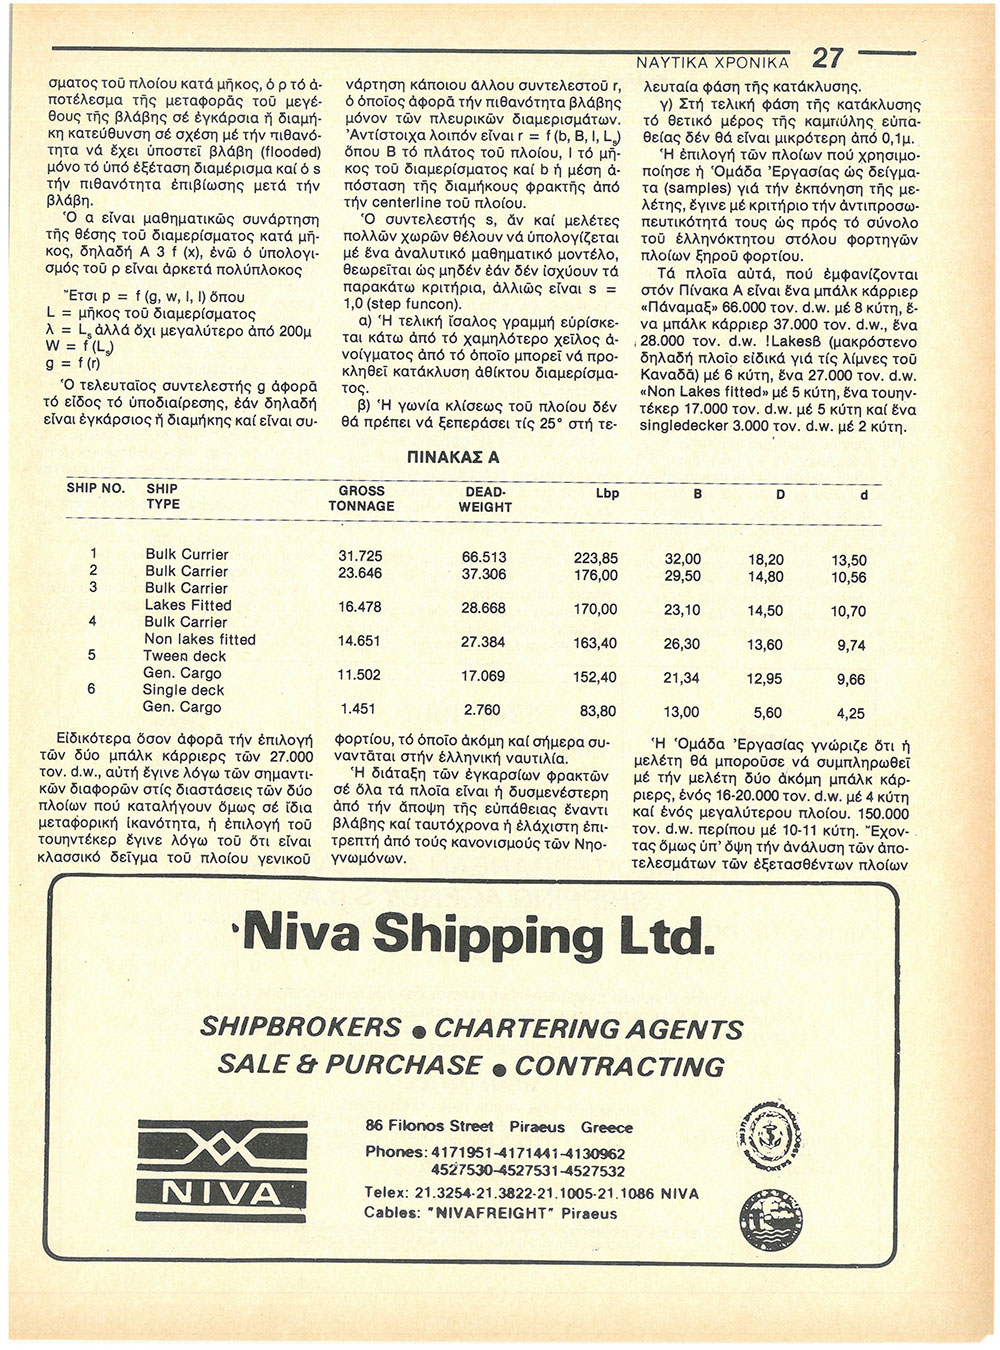 ΝΑΥΤΙΚΑ ΧΡΟΝΙΚΑ 27
σματος τοῦ πλοίου κατά μῆκος, ὁ ρ τό ἀ-
ποτέλεσμα τῆς μεταφορᾶς τοῦ μεγέ-
θους τῆς βλάβης σέ ἐγκάρσια ἤ διαμή-
κη κατεύθυνση σέ σχέση μέ τήν πιθανό-
τητα νά ἔχει ὑποστεῖ βλάβη (flooded)
μόνο τό ὑπό ἐξέταση διαμέρισμα καί ὁ s
τήν πιθανότητα ἐπιβίωσης μετά τήν
βλάβη.
Ὁ α εἶναι μαθηματικῶς συνάρτηση
τῆς θέσης τοῦ διαμερίσματος κατά μῆ-
κος, δηλαδή Α 3 f (x), ἐνῶ ὁ ὑπολογι-
σμός τοῦ ρ εἶναι ἀρκετά πολύπλοκος
Ἔτσι p = f (g, w, l, l) ὅπου
L = μῆκος τοῦ διαμερίσματος
λ = Ls ἀλλά ὄχι μεγαλύτερο ἀπό 200μ
W = f (Ls)
g = f (r)
Ὁ τελευταῖος συντελεστής g ἀφορᾶ
τό εἶδος τό ὑποδιαίρεσης, ἐάν δηλαδή
εἶναι ἐγκάρσιος ἤ διαμήκης καί εἶναι συ-
νάρτηση κάποιου ἄλλου συντελεστοῦ r,
ὁ ὁποῖος ἀφορᾶ τήν πιθανότητα βλάβης
μόνον τῶν πλευρικῶν διαμερισμάτων.
Ἀντίστοιχα λοιπόν εἶναι r = f (b, B, l, Ls)
ὅπου Β τό πλάτος τοῦ πλοίου, l τό μῆ-
κος τοῦ διαμερίσματος καί b ἡ μέση ἀ-
πόσταση τῆς διαμήκους φρακτῆς ἀπό
τήν centerline τοῦ πλοίου.
Ὁ συντελεστής s, ἄν καί μελέτες
πολλῶν χωρῶν θέλουν νά ὑπολογίζεται
μέ ἕνα ἀναλυτικό μαθηματικό μοντέλο,
θεωρεῖται ὡς μηδέν ἐάν δέν ἰσχύουν τά
παρακάτω κριτήρια, ἀλλιῶς εἶναι s =
1,0 (step funcon).
α) Ἡ τελική ἴσαλος γραμμή εὑρίσκε-
ται κάτω ἀπό τό χαμηλότερο χεῖλος ἀ-
νοίγματος ἀπό τό ὁποῖο μπορεῖ νά προ-
κληθεῖ κατάκλυση ἀθίκτου διαμερίσμα-
τος.
β) Ἡ γωνία κλίσεως τοῦ πλοίου δέν
θά πρέπει νά ξεπεράσει τίς 25° στή τε-
λευταία φάση τῆς κατάκλυσης.
γ) Στή τελική φάση τῆς κατάκλυσης
τό θετικό μέρος τῆς καμπύλης εὐπα-
θείας δέν θά εἶναι μικρότερη ἀπό 0,1μ.
Ἡ ἐπιλογή τῶν πλοίων πού χρησιμο-
ποίησε ἡ Ὁμάδα Ἐργασίας ὡς δείγμα-
τα (samples) γιά τήν ἐκπόνηση τῆς με-
λέτης, ἔγινε μέ κριτήριο τήν ἀντιπροσω-
πευτικότητά τους ὡς πρός τό σύνολο
τοῦ ἑλληνόκτητου στόλου φορτηγῶν
πλοίων ξηροῦ φορτίου.
Τά πλοῖα αὐτά, πού ἐμφανίζονται
στόν Πίνακα Α εἶναι ἕνα μπάλκ κάρριερ
«Πάναμαξ» 66.000 τον. d.w. μέ 8 κύτη, ἕ-
να μπάλκ κάρριερ 37.000 τον. d.w., ἕνα
28.000 τον. d.w. !Lakesß (μακρόστενο
δηλαδή πλοῖο εἰδικά γιά τίς λίμνες τοῦ
Καναδᾶ) μέ 6 κύτη, ἕνα 27.000 τον. d.w.
«Non Lakes fitted» μέ 5 κύτη, ἕνα τουην-
τέκερ 17.000 τον. d.w. μέ 5 κύτη καί ἕνα
singledecker 3.000 τον. d.w. μέ 2 κύτη.
ΠΙΝΑΚΑΣ Α
SHIP NO. SHIP GROSS DEAD- Lbp B D d
TYPE TONNAGE WEIGHT
1 Bulk Currier 31.725 66.513 223,85 32,00 18,20 13,50
2 Bulk Carrier 23.646 37.306 176,00 29,50 14,80 10,56
3 Bulk Carrier
Lakes Fitted 16.478 28.668 170,00 23,10 14,50 10,70
4 Bulk Carrier
Non lakes fitted 14.651 27.384 163,40 26,30 13,60 9,74
5 Tween deck
Gen. Cargo 11.502 17.069 152,40 21,34 12,95 9,66
6 Single deck
Gen. Cargo 1.451 2.760 83,80 13,00 5,60 4,25
Εἰδικότερα ὅσον ἀφορᾶ τήν ἐπιλογή
τῶν δύο μπάλκ κάρριερς τῶν 27.000
τον. d.w., αὐτή ἔγινε λόγω τῶν σημαντι-
κῶν διαφορῶν στίς διαστάσεις τῶν δύο
πλοίων πού καταλήγουν ὅμως σέ ἴδια
μεταφορική ἱκανότητα, ἡ ἐπιλογή τοῦ
τουηντέκερ ἔγινε λόγω τοῦ ὅτι εἶναι
κλασσικό δεῖγμα τοῦ πλοίου γενικοῦ
φορτίου, τό ὁποῖο ἀκόμη καί σήμερα συ-
ναντᾶται στήν ἑλληνική ναυτιλία.
Ἡ διάταξη τῶν ἐγκαρσίων φρακτῶν
σέ ὅλα τά πλοῖα εἶναι ἡ δυσμενέστερη
ἀπό τήν ἄποψη τῆς εὐπάθειας ἔναντι
βλάβης καί ταυτόχρονα ἡ ἐλάχιστη ἐπι-
τρεπτή ἀπό τούς κανονισμούς τῶν Νηο-
γνωμόνων.
Ἡ Ὁμάδα Ἐργασίας γνώριζε ὅτι ἡ
μελέτη θά μποροῦσε νά συμπληρωθεῖ
μέ τήν μελέτη δύο ἀκόμη μπάλκ κάρ-
ριερς, ἑνός 16-20.000 τον. d.w. μέ 4 κύτη
καί ἑνός μεγαλύτερου πλοίου. 150.000
τον. d.w. περίπου μέ 10-11 κύτη. Ἔχον-
τας ὅμως ὑπ' ὄψη τήν ἀνάλυση τῶν ἀπο-
τελεσμάτων τῶν ἐξετασθέντων πλοίων
Niva Shipping Ltd.
SHIPBROKERS ● CHARTERING AGENTS
SALE & PURCHASE ● CONTRACTING
NIVA
86 Filonos Street Piraeus Greece
Phones: 4171951-4171441-4130962
4527530-4527531-4527532
Telex: 21.3254-21.3822-21.1005-21.1086 NIVA
Cables: "NIVAFREIGHT" Piraeus